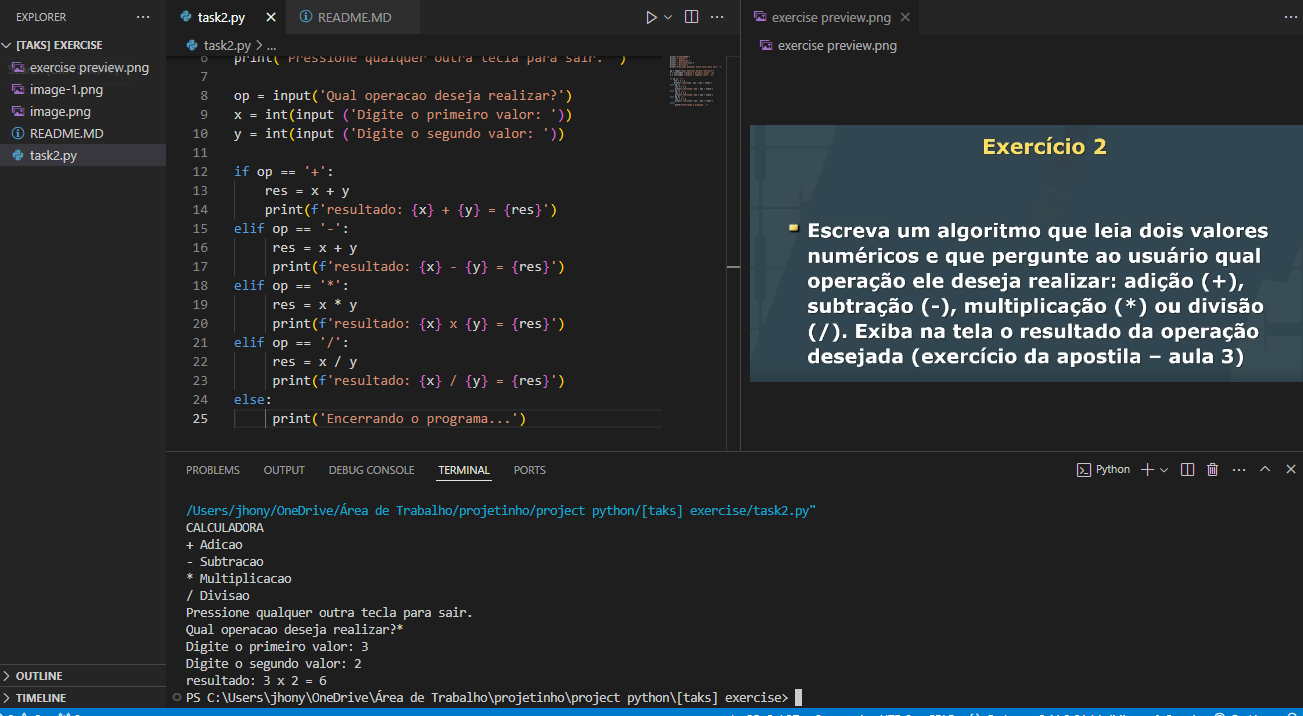 EXPLORER
[TAKS] EXERCISE
exercise preview.png
image-1.png
image.png
README.MD
task2.py
OUTLINE
TIMELINE
task2.py
README.MD
task2.py > ...
6 print('Pressione qualquer outra tecla para sair. ')
7
8 op = input('Qual operacao deseja realizar?')
9 x = int(input ('Digite o primeiro valor: '))
10 y = int(input ('Digite o segundo valor: '))
11
12 if op == '+':
13 res = x + y
14 print(f'resultado: {x} + {y} = {res}')
15 elif op == '-':
16 res = x + y
17 print(f'resultado: {x} - {y} = {res}')
18 elif op == '*':
19 res = x * y
20 print(f'resultado: {x} x {y} = {res}')
21 elif op == '/':
22 res = x / y
23 print(f'resultado: {x} / {y} = {res}')
24 else:
25 print('Encerrando o programa...')
exercise preview.png
exercise preview.png
Exercício 2
Escreva um algoritmo que leia dois valores
numéricos e que pergunte ao usuário qual
operação ele deseja realizar: adição (+),
subtração (-), multiplicação (*) ou divisão
(/). Exiba na tela o resultado da operação
desejada (exercício da apostila – aula 3)
PROBLEMS OUTPUT DEBUG CONSOLE TERMINAL PORTS
Python
/Users/jhony/OneDrive/Área de Trabalho/projetinho/project python/[taks] exercise/task2.py"
CALCULADORA
+ Adicao
- Subtracao
* Multiplicacao
/ Divisao
Pressione qualquer outra tecla para sair.
Qual operacao deseja realizar?*
Digite o primeiro valor: 3
Digite o segundo valor: 2
resultado: 3 x 2 = 6
PS C:\Users\jhony\OneDrive\Área de Trabalho\projetinho\project python\[taks] exercise>